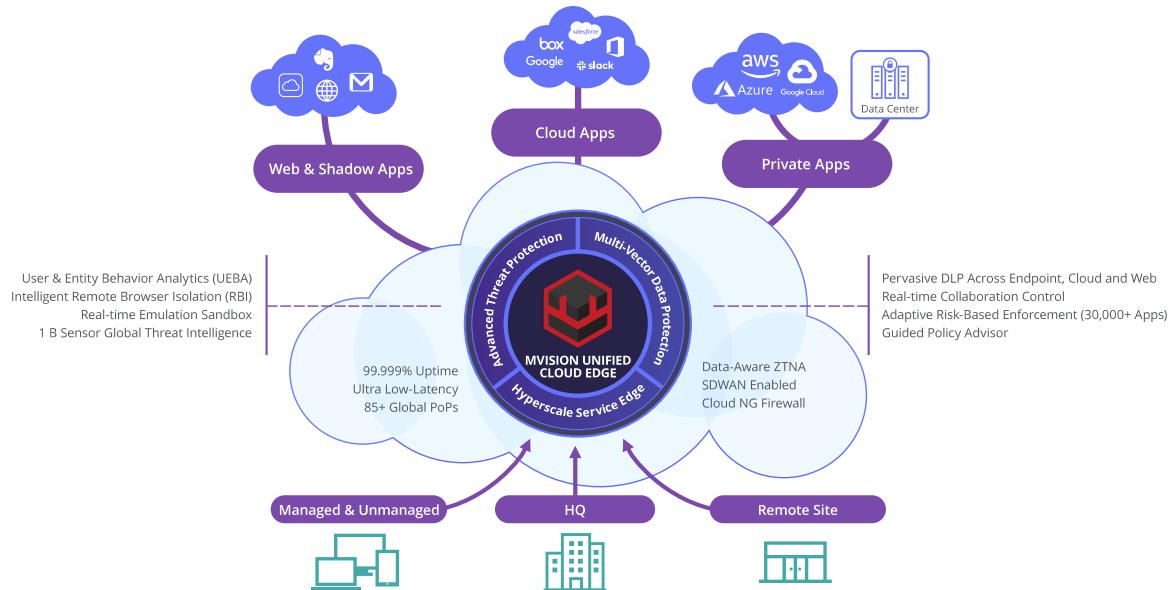 salesforce
box
Google
slack
aws
Azure
Google Cloud
Data Center
Cloud Apps
Web & Shadow Apps
Private Apps
Advanced Threat Protection
Multi-Vector Data Protection
Hyperscale Service Edge
MVISION UNIFIED
CLOUD EDGE
User & Entity Behavior Analytics (UEBA)
Intelligent Remote Browser Isolation (RBI)
Real-time Emulation Sandbox
1 B Sensor Global Threat Intelligence
Pervasive DLP Across Endpoint, Cloud and Web
Real-time Collaboration Control
Adaptive Risk-Based Enforcement (30,000+ Apps)
Guided Policy Advisor
99.999% Uptime
Ultra Low-Latency
85+ Global PoPs
Data-Aware ZTNA
SDWAN Enabled
Cloud NG Firewall
Managed & Unmanaged
HQ
Remote Site